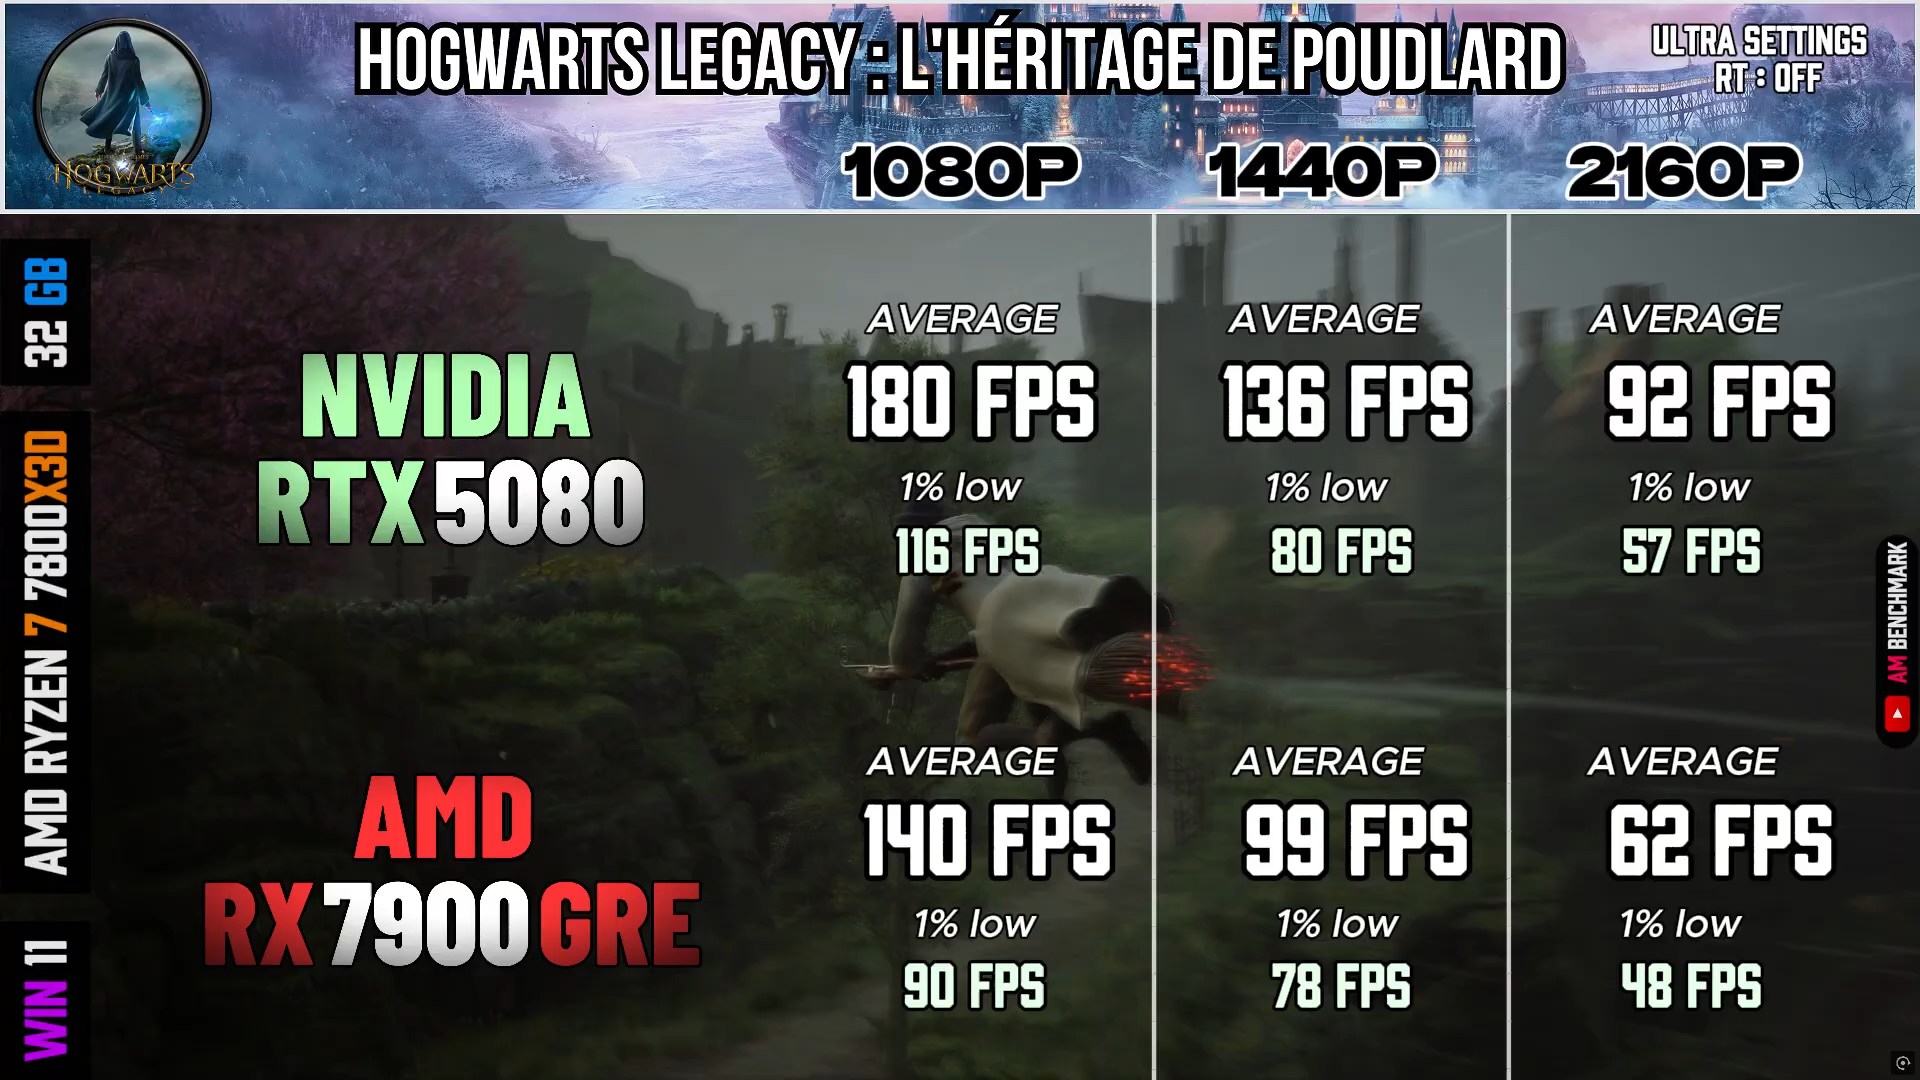 HOGWARTS LEGACY : L'HÉRITAGE DE POUDLARD
ULTRA SETTINGS
RT : OFF
HOGWARTS
LEGACY
1080P 1440P 2160P
32 GB
AMD RYZEN 7 7800X3D
WIN 11
NVIDIA
RTX 5080
AVERAGE AVERAGE AVERAGE
180 FPS 136 FPS 92 FPS
1% low 1% low 1% low
116 FPS 80 FPS 57 FPS
AMD
RX 7900 GRE
AVERAGE AVERAGE AVERAGE
140 FPS 99 FPS 62 FPS
1% low 1% low 1% low
90 FPS 78 FPS 48 FPS
AM BENCHMARK